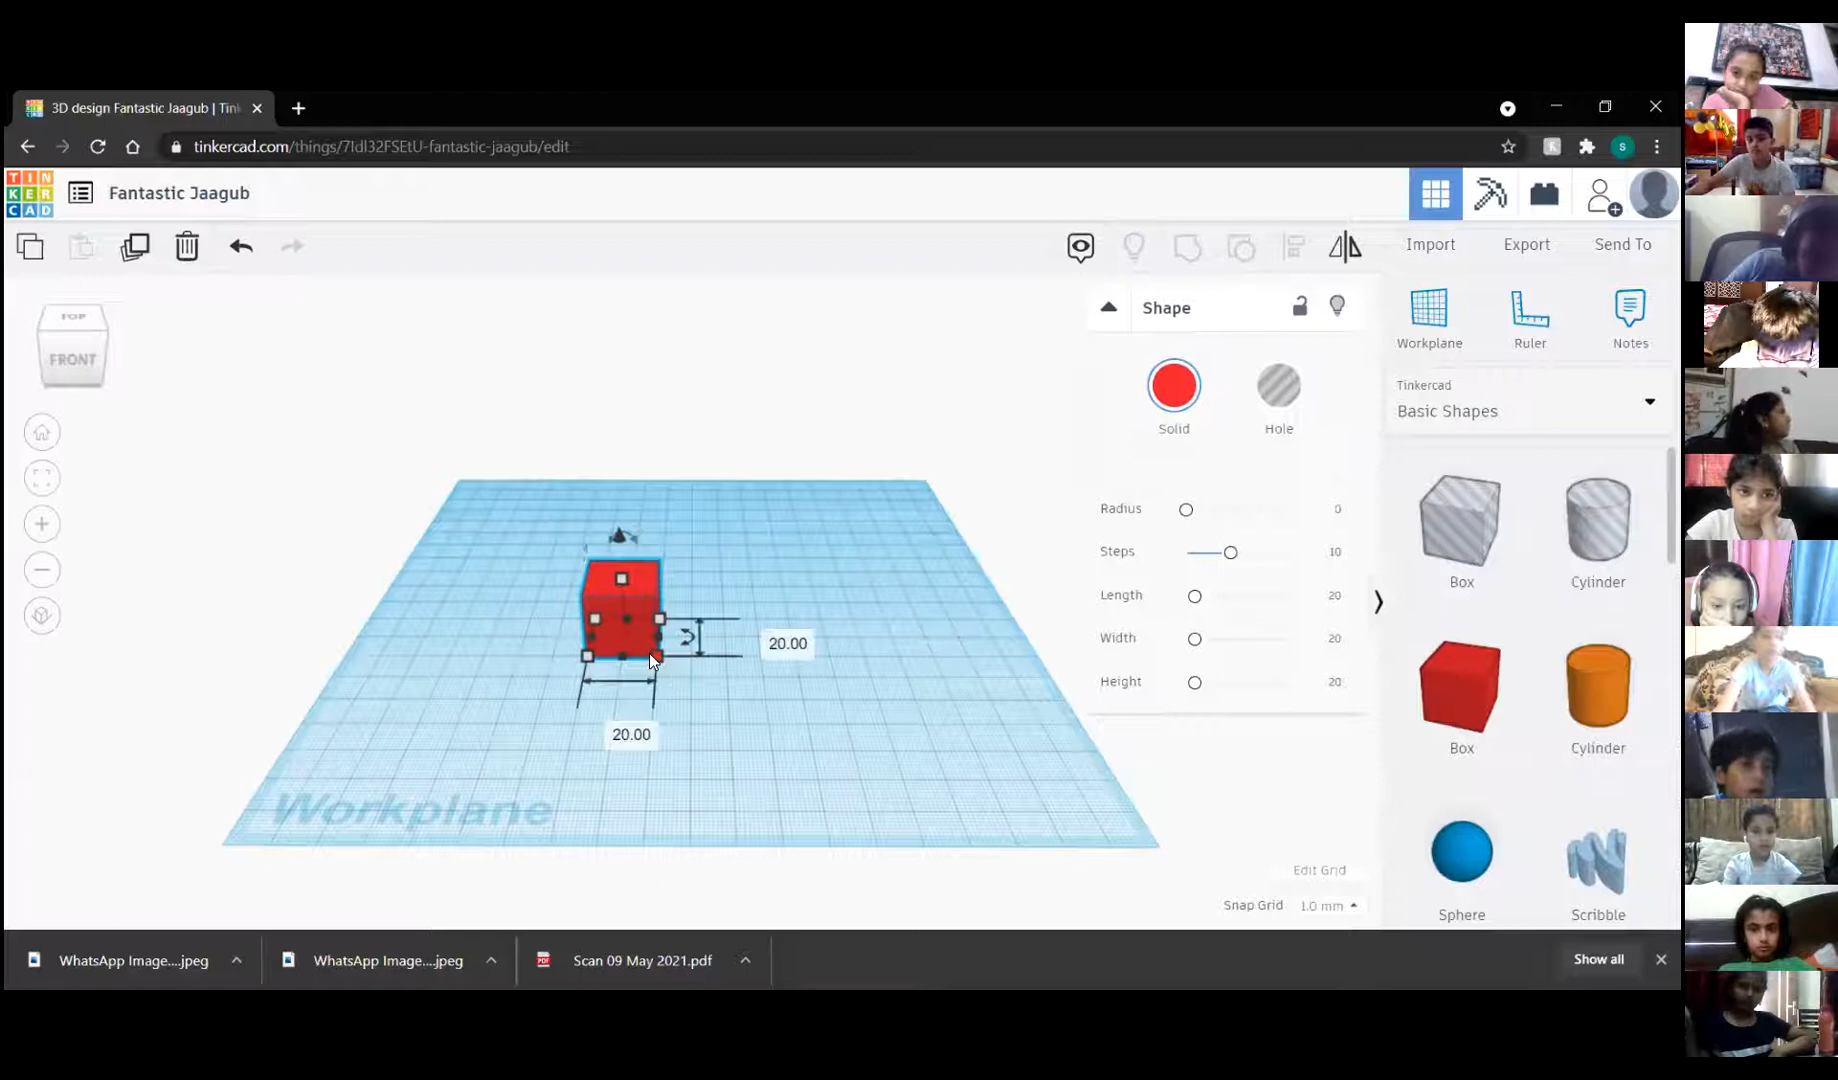 3D design Fantastic Jaagub | Tin
tinkercad.com/things/7IdI32FSEtU-fantastic-jaagub/edit
S
TIN
KER
CAD
Fantastic Jaagub
Import
Export
Send To
TOP
FRONT
Shape
Solid
Hole
Radius 0
Steps 10
Length 20
Width 20
Height 20
20.00
20.00
Workplane
Edit Grid
Snap Grid 1.0 mm
Workplane
Ruler
Notes
Tinkercad
Basic Shapes
Box
Cylinder
Box
Cylinder
Sphere
Scribble
WhatsApp Image....jpeg
WhatsApp Image....jpeg
PDF
Scan 09 May 2021.pdf
Show all